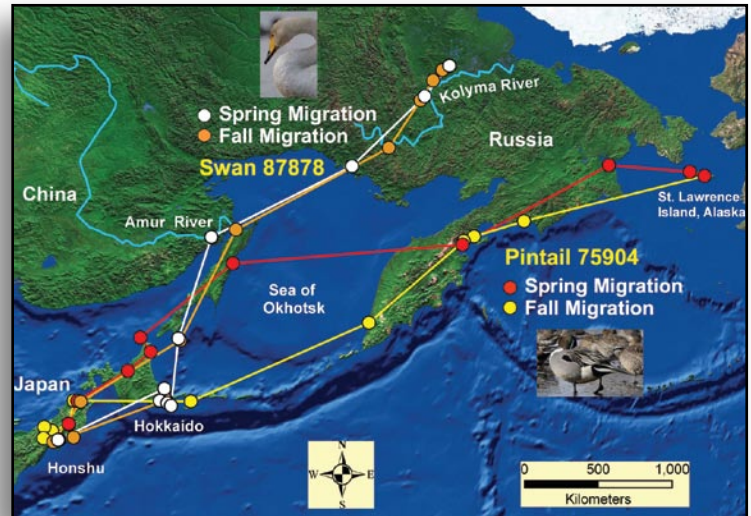 Spring Migration
Fall Migration
Swan 87878
Kolyma River
Russia
China
Amur River
St. Lawrence
Island, Alaska
Pintail 75904
Spring Migration
Fall Migration
Sea of
Okhotsk
Japan
Hokkaido
Honshu
N
W E
S
0 500 1,000
Kilometers